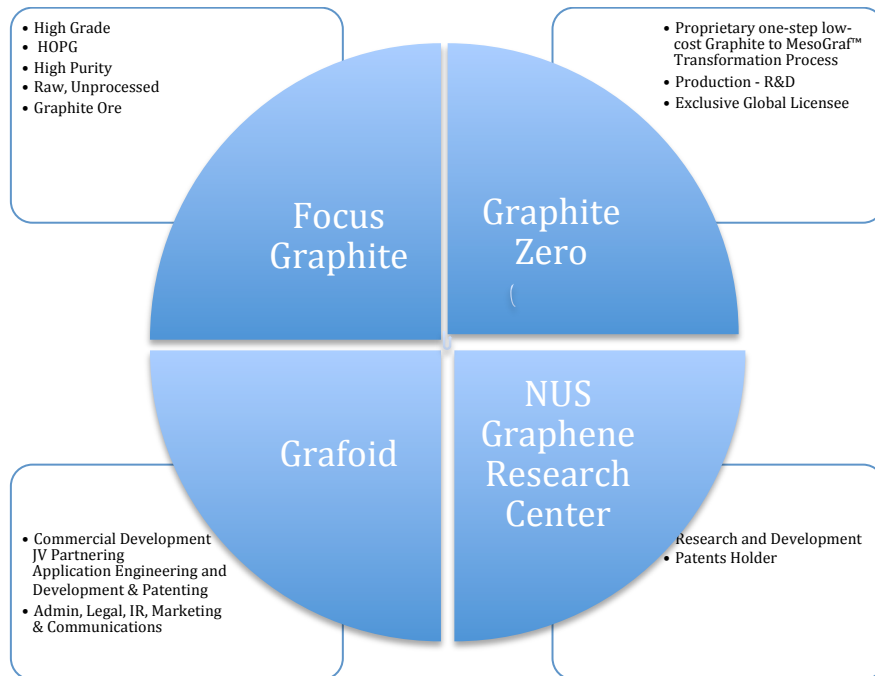 • High Grade
• HOPG
• High Purity
• Raw, Unprocessed
• Graphite Ore
• Proprietary one-step low-
cost Graphite to MesoGraf™
Transformation Process
• Production - R&D
• Exclusive Global Licensee
Focus
Graphite
Graphite
Zero
(
Grafoid
NUS
Graphene
Research
Center
• Commercial Development
JV Partnering
Application Engineering and
Development & Patenting
• Admin, Legal, IR, Marketing
& Communications
Research and Development
• Patents Holder